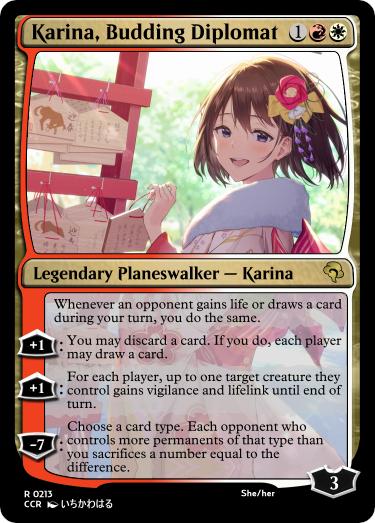 Karina, Budding Diplomat 1
Legendary Planeswalker — Karina
Whenever an opponent gains life or draws a card
during your turn, you do the same.
+1: You may discard a card. If you do, each player
may draw a card.
+1: For each player, up to one target creature they
control gains vigilance and lifelink until end of
turn.
-7: Choose a card type. Each opponent who
controls more permanents of that type than
you sacrifices a number equal to the
difference.
3
R 0213
CCR いちかわはる
She/her